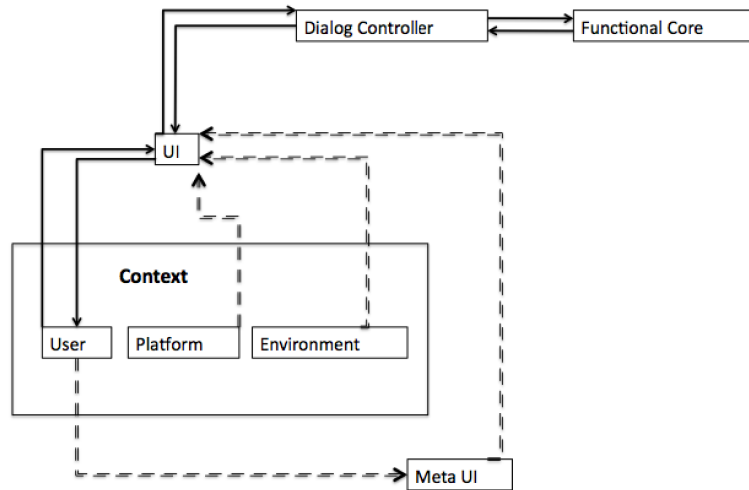 Dialog Controller
Functional Core
UI
Context
User
Platform
Environment
Meta UI